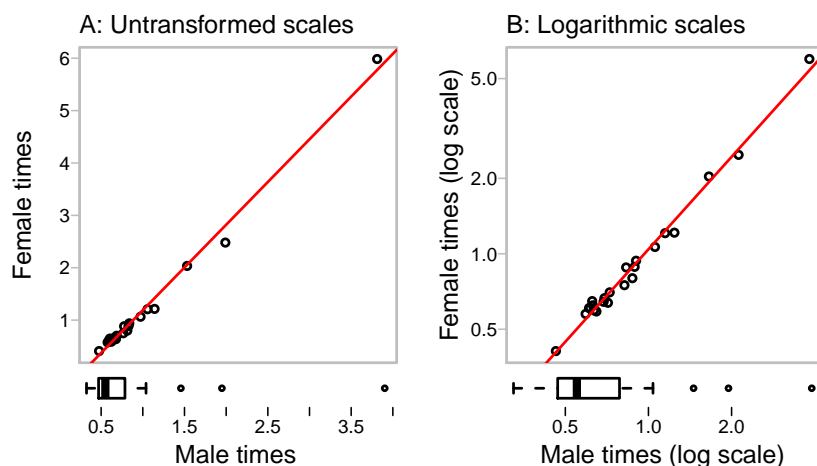 A: Untransformed scales
Female times
6
5
4
3
2
1
0.5
1.5
2.5
3.5
Male times
B: Logarithmic scales
Female times (log scale)
5.0
2.0
1.0
0.5
0.5
1.0
2.0
Male times (log scale)